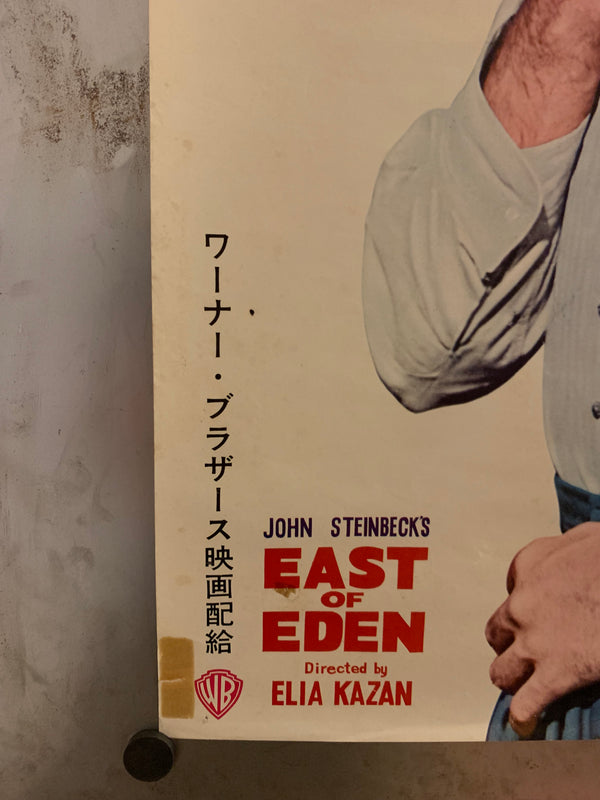 ワーナー・ブラザース映画配給
JOHN STEINBECK'S
EAST
OF
EDEN
Directed by
ELIA KAZAN
WB